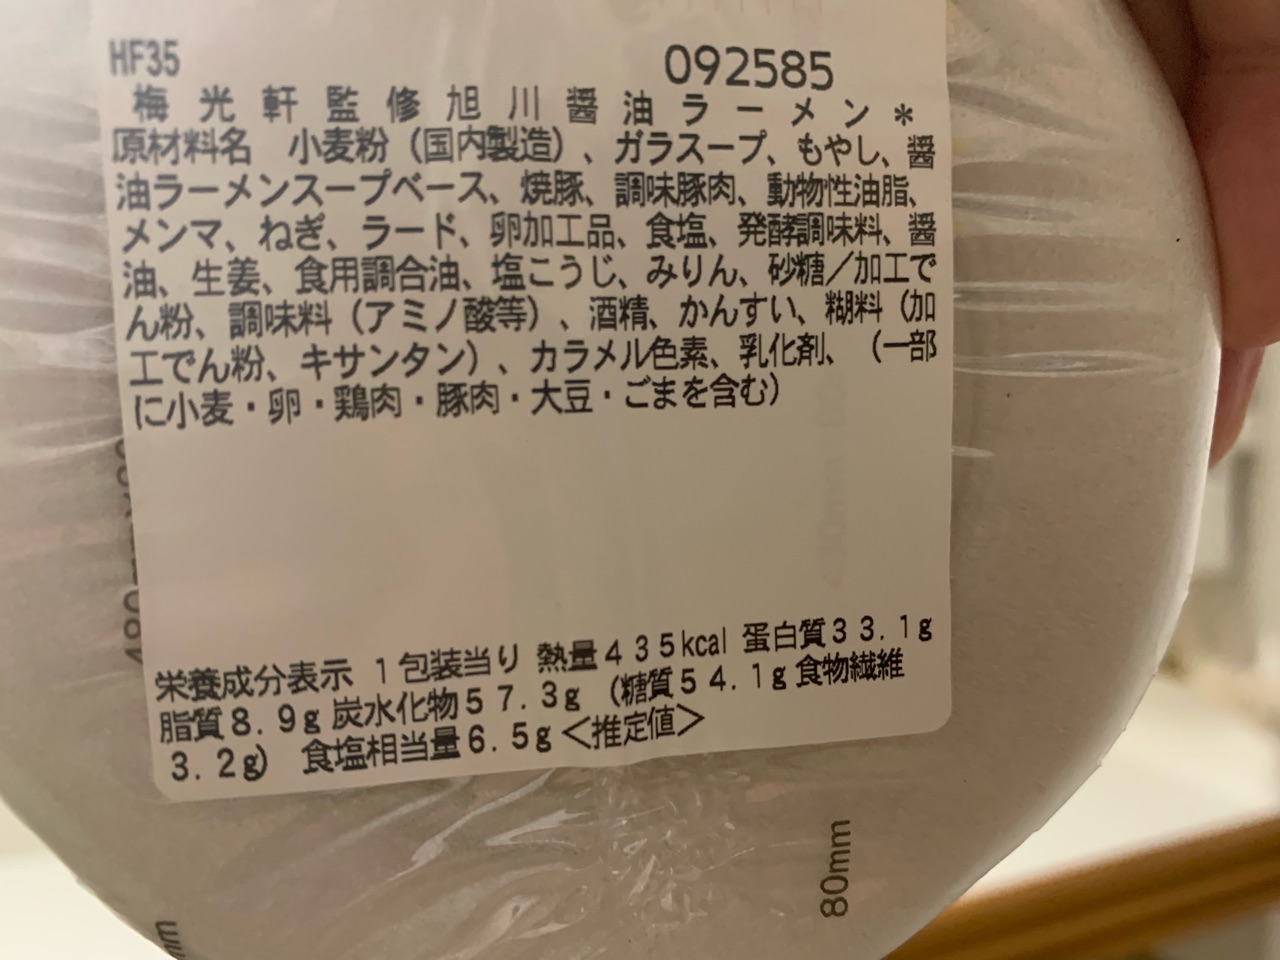 HF35 092585
梅光軒監修旭川醤油ラーメン*
原材料名 小麦粉(国内製造)、ガラスープ、もやし、醤
油ラーメンスープベース、焼豚、調味豚肉、動物性油脂、
メンマ、ねぎ、ラード、卵加工品、食塩、発酵調味料、醤
油、生姜、食用調合油、塩こうじ、みりん、砂糖/加工で
ん粉、調味料(アミノ酸等)、酒精、かんすい、糊料(加
工でん粉、キサンタン)、カラメル色素、乳化剤、(一部
に小麦・卵・鶏肉・豚肉・大豆・ごまを含む)
栄養成分表示 1包装当り 熱量435kcal 蛋白質33.1g
脂質8.9g 炭水化物57.3g (糖質54.1g 食物繊維
3.2g) 食塩相当量6.5g<推定値>
80mm